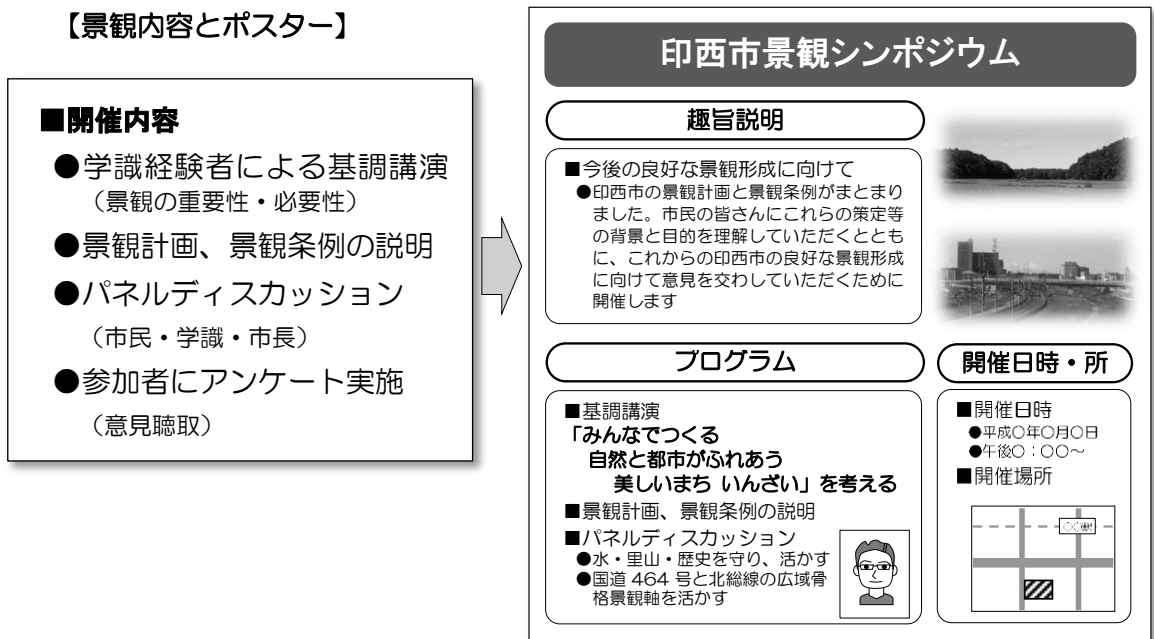 【景観内容とポスター】
■開催内容
●学識経験者による基調講演
（景観の重要性・必要性）
●景観計画、景観条例の説明
●パネルディスカッション
（市民・学識・市長）
●参加者にアンケート実施
（意見聴取）
印西市景観シンポジウム
趣旨説明
■今後の良好な景観形成に向けて
●印西市の景観計画と景観条例がまとまり
ました。市民の皆さんにこれらの策定等
の背景と目的を理解していただくととも
に、これからの印西市の良好な景観形成
に向けて意見を交わしていただくために
開催します
プログラム
■基調講演
「みんなでつくる
自然と都市がふれあう
美しいまち いんざい」を考える
■景観計画、景観条例の説明
■パネルディスカッション
●水・里山・歴史を守り、活かす
●国道 464 号と北総線の広域骨
格景観軸を活かす
開催日時・所
■開催日時
●平成〇年〇月〇日
●午後〇：〇〇～
■開催場所
〇〇駅